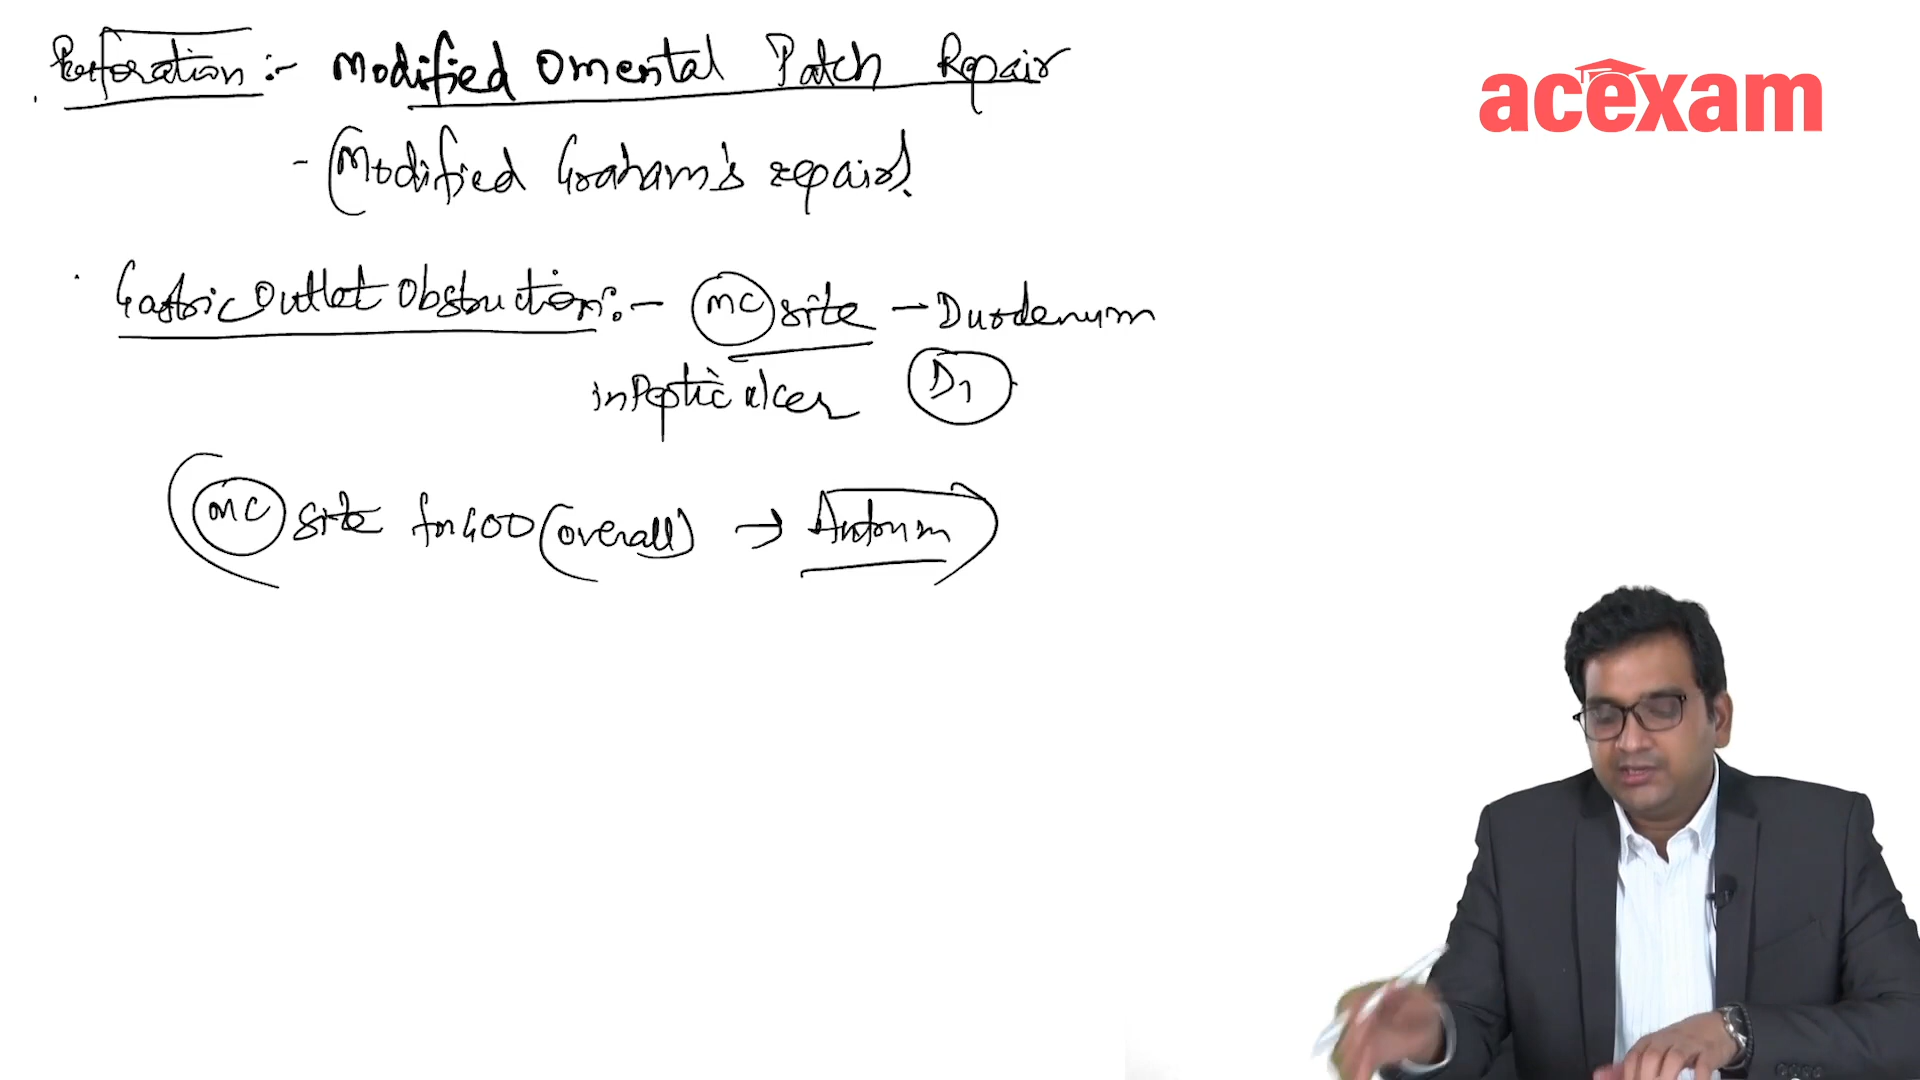 Perforation :- Modified Omental Patch Repair
acexam
- (Modified Graham's repair)
Gastric Outlet Obstruction :- MC site - Duodenum
in Peptic ulcer D1
(MC site for GOO (overall) → Antrum)